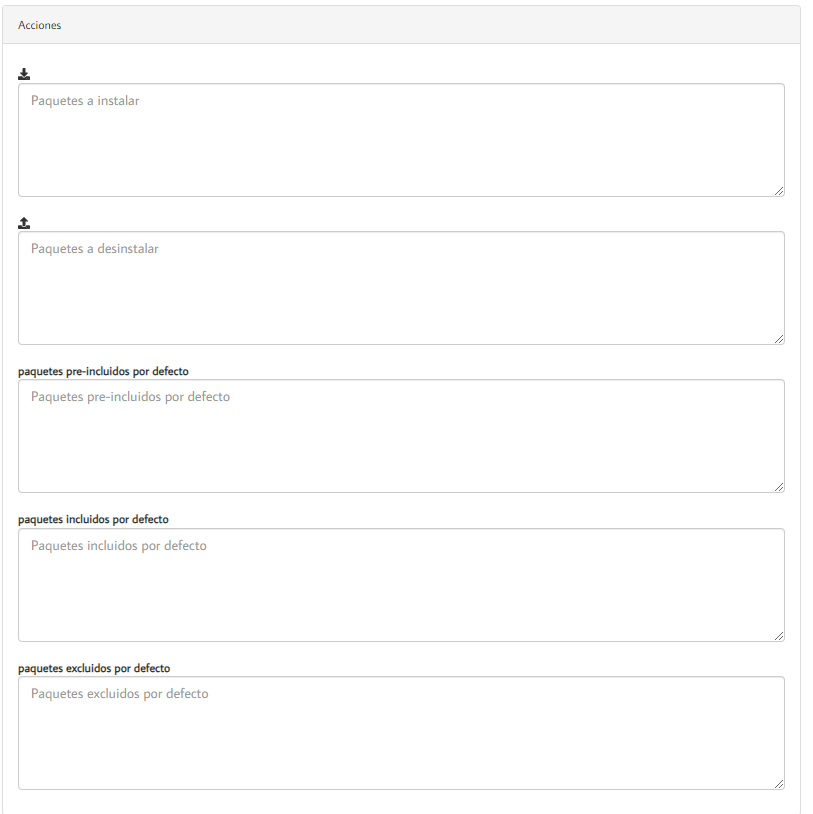 Acciones
Paquetes a instalar
Paquetes a desinstalar
paquetes pre-incluidos por defecto
Paquetes pre-incluidos por defecto
paquetes incluidos por defecto
Paquetes incluidos por defecto
paquetes excluidos por defecto
Paquetes excluidos por defecto